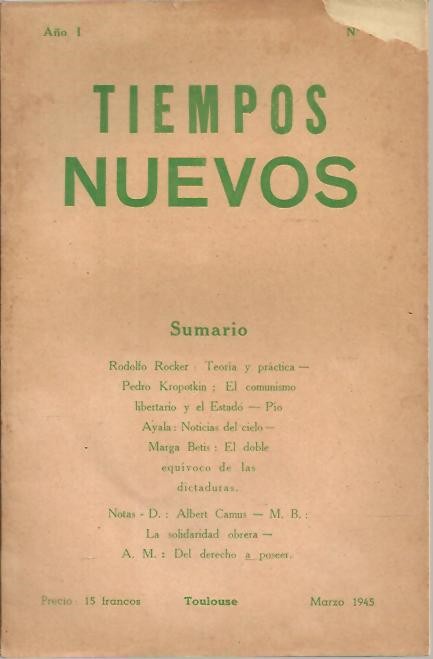 Año I N
TIEMPOS
NUEVOS
Sumario
Rodolfo Rocker : Teoría y práctica —
Pedro Kropotkin : El comunismo
libertario y el Estado — Pío
Ayala : Noticias del cielo —
Marga Betis : El doble
equívoco de las
dictaduras.
Notas - D. : Albert Camus — M. B. :
La solidaridad obrera —
A. M. : Del derecho a poseer.
Precio : 15 francos Toulouse Marzo 1945